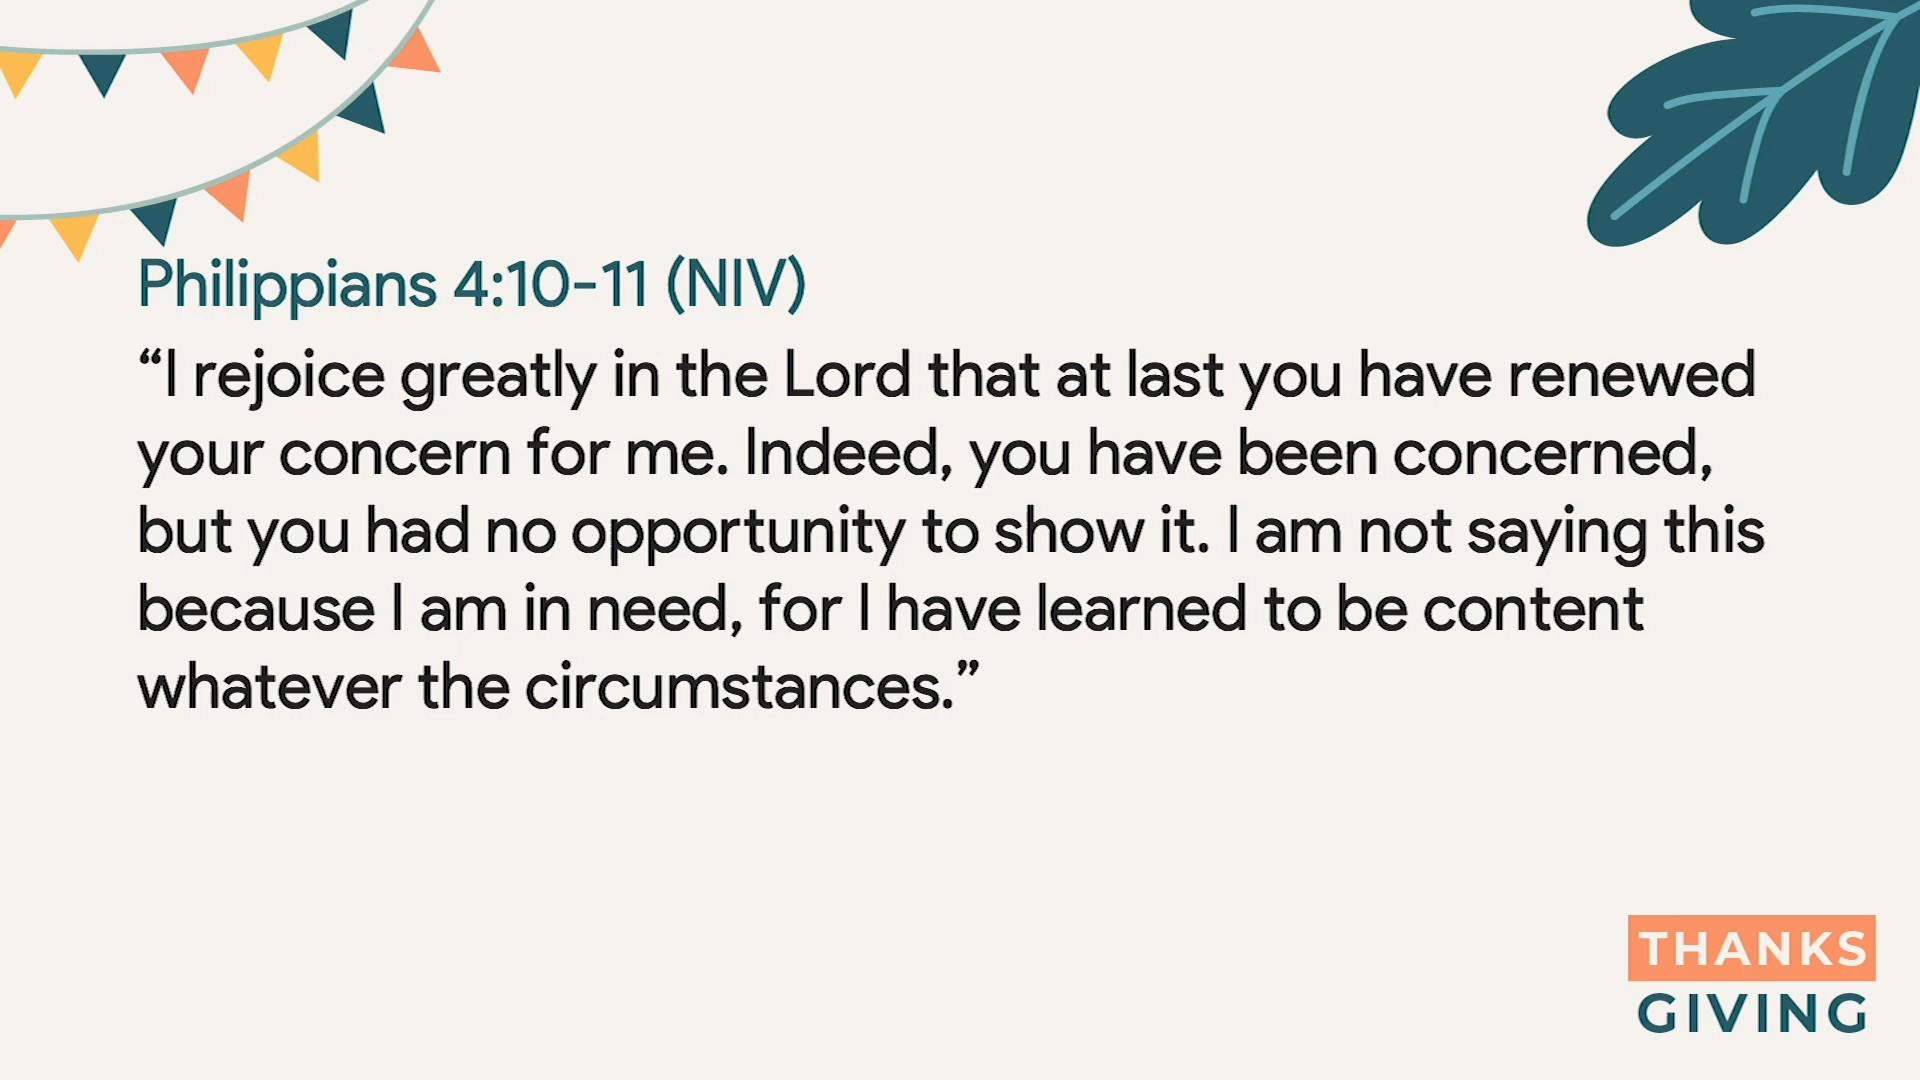 Philippians 4:10-11 (NIV)
“I rejoice greatly in the Lord that at last you have renewed
your concern for me. Indeed, you have been concerned,
but you had no opportunity to show it. I am not saying this
because I am in need, for I have learned to be content
whatever the circumstances.”
THANKS
GIVING